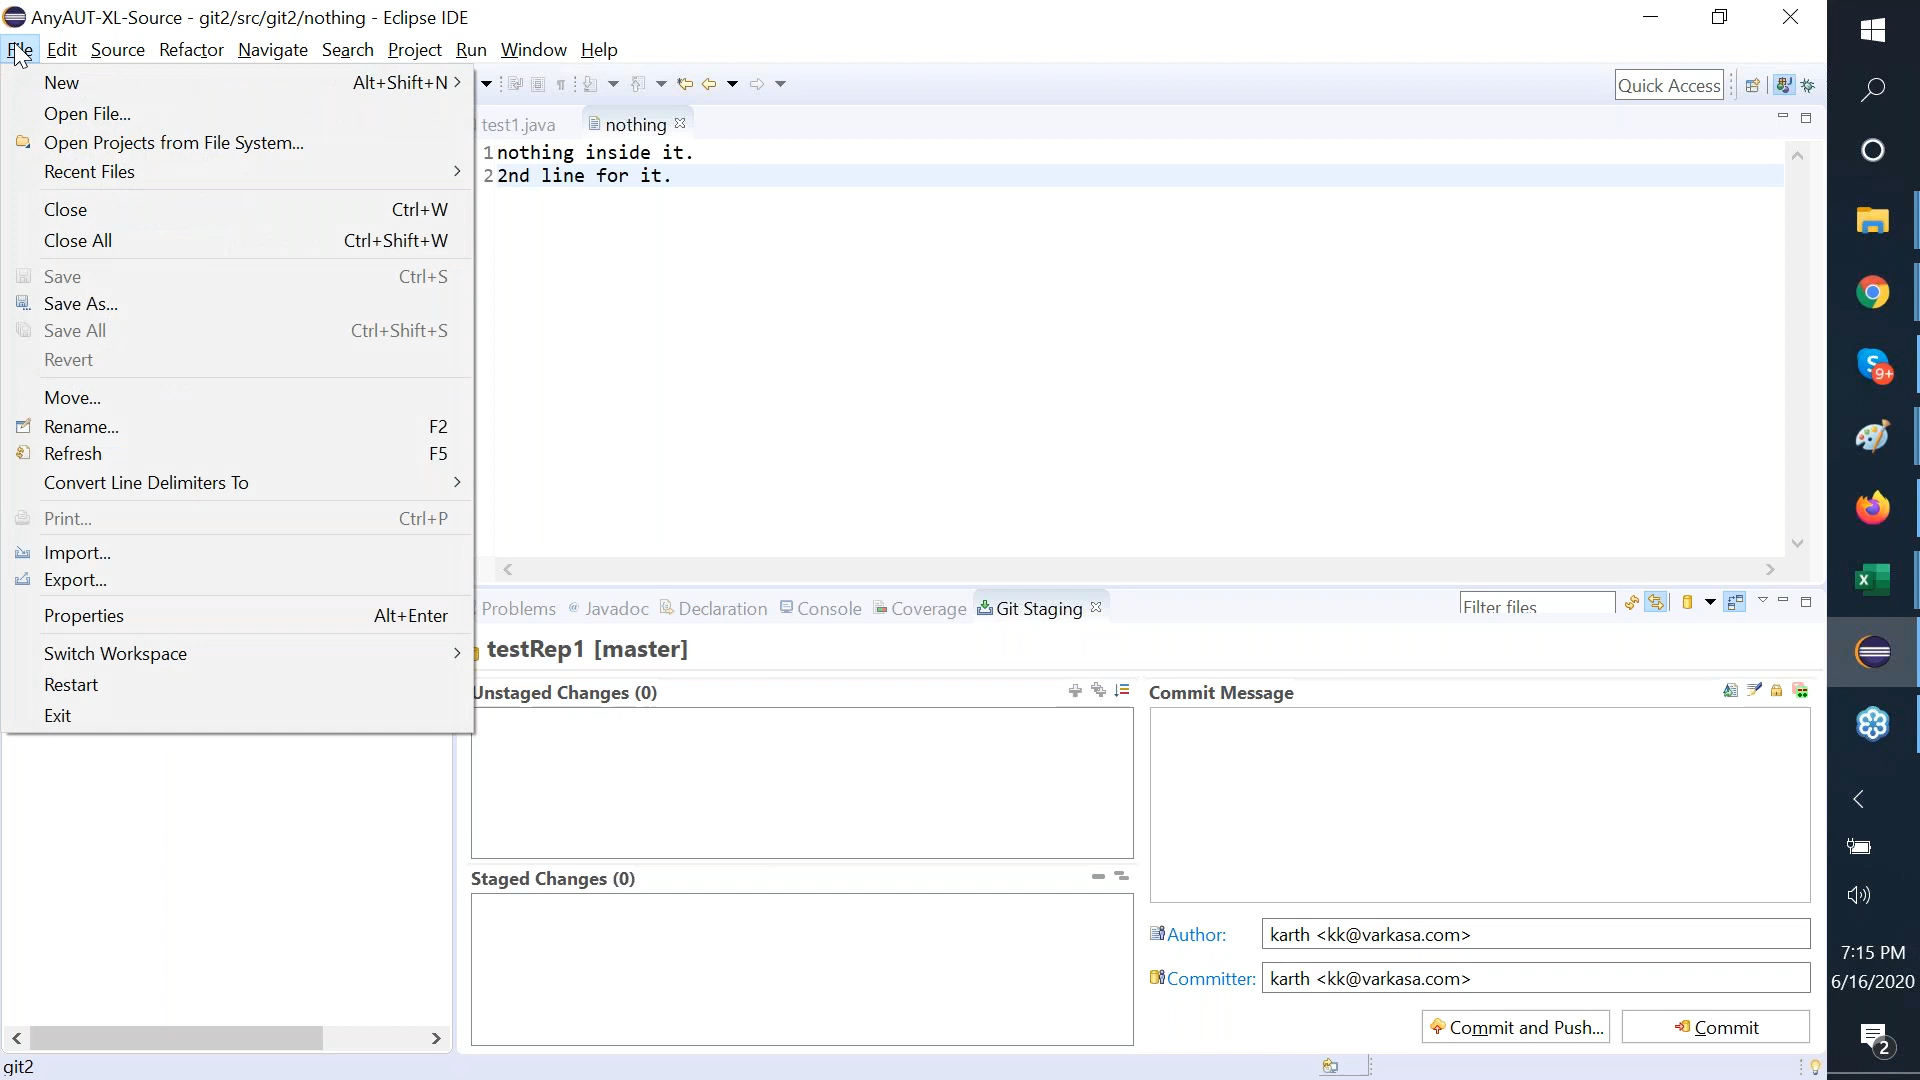 AnyAUT-XL-Source - git2/src/git2/nothing - Eclipse IDE
File Edit Source Refactor Navigate Search Project Run Window Help
New Alt+Shift+N
Open File...
Open Projects from File System...
Recent Files
Close Ctrl+W
Close All Ctrl+Shift+W
Save Ctrl+S
Save As...
Save All Ctrl+Shift+S
Revert
Move...
Rename... F2
Refresh F5
Convert Line Delimiters To
Print... Ctrl+P
Import...
Export...
Properties Alt+Enter
Switch Workspace
Restart
Exit
Quick Access
test1.java nothing
1 nothing inside it.
2 2nd line for it.
Problems @ Javadoc Declaration Console Coverage Git Staging Filter files
testRep1 [master]
Unstaged Changes (0)
Staged Changes (0)
Commit Message
Author: karth <kk@varkasa.com>
Committer: karth <kk@varkasa.com>
Commit and Push... Commit
git2
9+
7:15 PM
6/16/2020
2